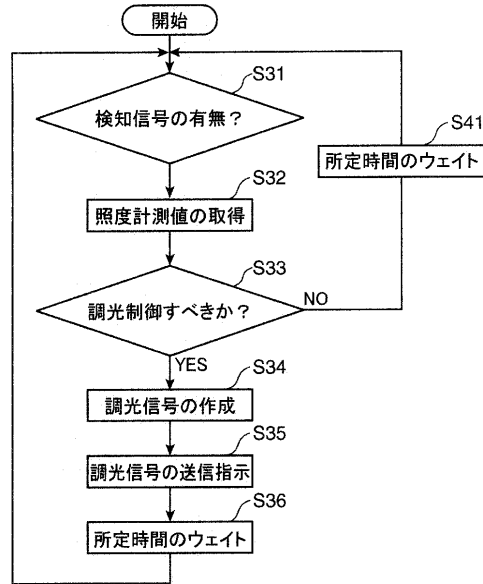 開始
S31
検知信号の有無？
S41
所定時間のウェイト
S32
照度計測値の取得
S33
調光制御すべきか？
NO
YES
S34
調光信号の作成
S35
調光信号の送信指示
S36
所定時間のウェイト